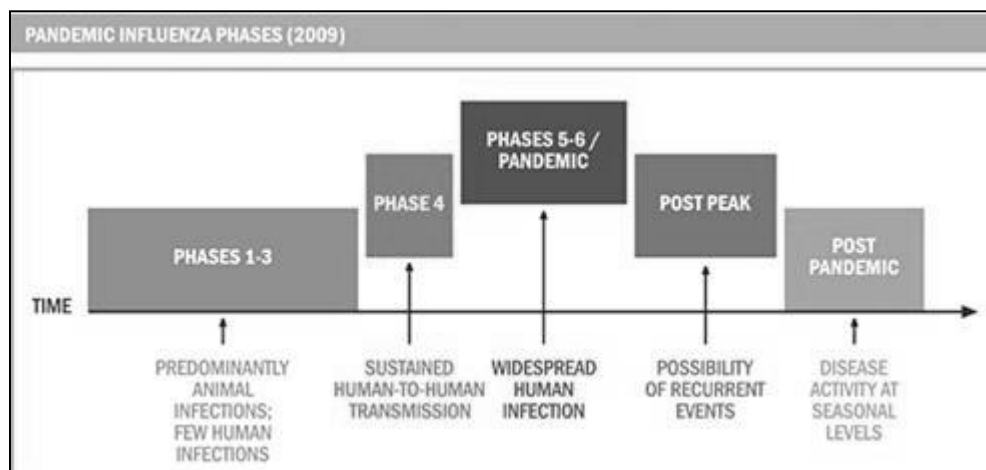 PANDEMIC INFLUENZA PHASES (2009)
PHASES 5-6 /
PANDEMIC
PHASE 4
POST PEAK
PHASES 1-3
POST
PANDEMIC
TIME
PREDOMINANTLY
ANIMAL
INFECTIONS;
FEW HUMAN
INFECTIONS
SUSTAINED
HUMAN-TO-HUMAN
TRANSMISSION
WIDESPREAD
HUMAN
INFECTION
POSSIBILITY
OF RECURRENT
EVENTS
DISEASE
ACTIVITY AT
SEASONAL
LEVELS